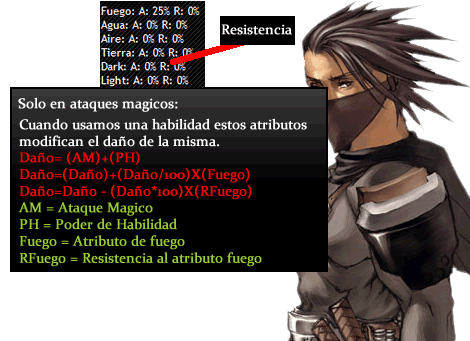 Fuego: A: 25% R: 0%
Agua: A: 0% R: 0%
Aire: A: 0% R: 0%
Tierra: A: 0% R: 0%
Dark: A: 0% R: 0%
Light: A: 0% R: 0%
Resistencia
Solo en ataques magicos:
Cuando usamos una habilidad estos atributos
modifican el daño de la misma.
Daño= (AM)+(PH)
Daño=(Daño)+(Daño/100)X(Fuego)
Daño=Daño - (Daño*100)X(RFuego)
AM = Ataque Magico
PH = Poder de Habilidad
Fuego = Atributo de fuego
RFuego = Resistencia al atributo fuego